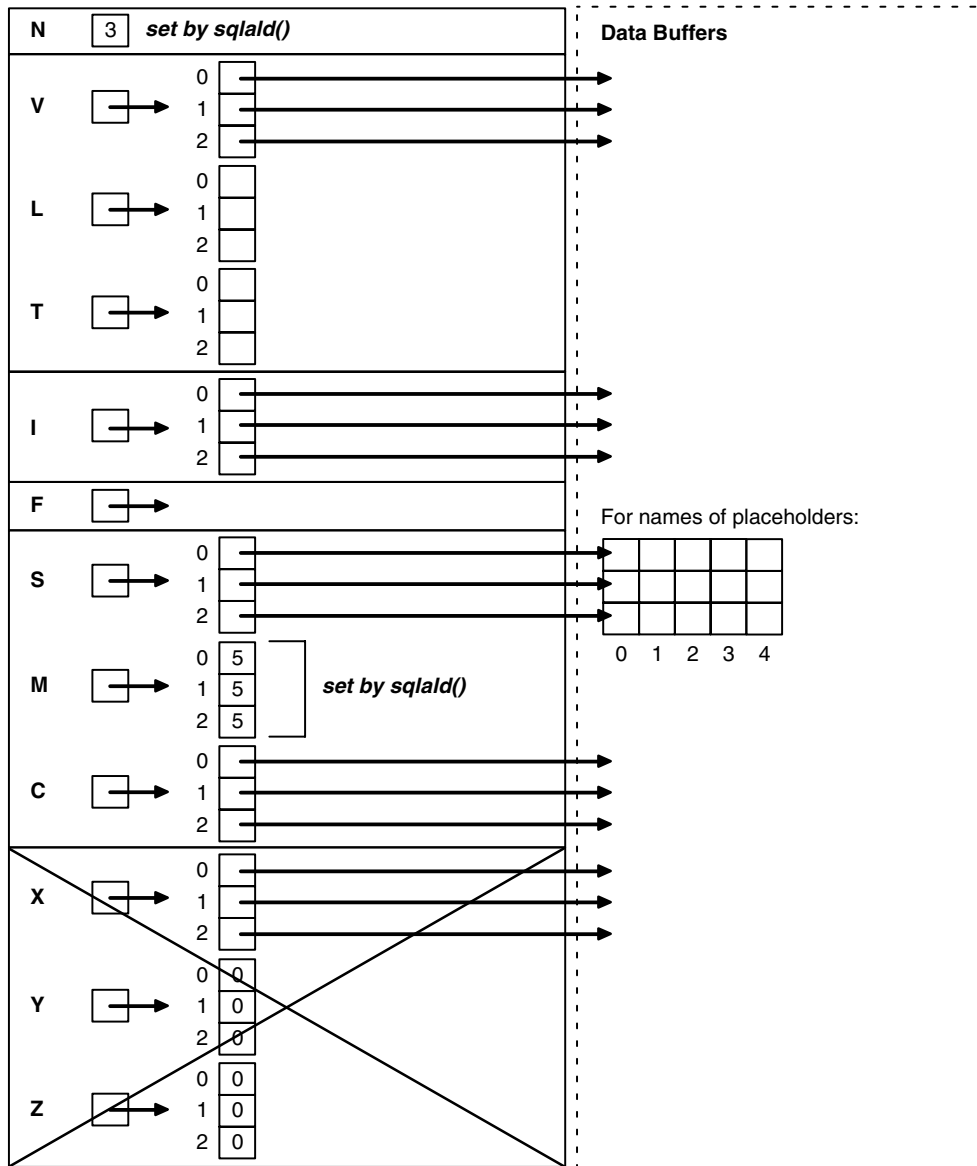 N 3 set by sqlald()
Data Buffers
0
V 1
2
0
L 1
2
0
T 1
2
0
I 1
2
F
For names of placeholders:
0
S 1
2
0 1 2 3 4
0 5
M 1 5 set by sqlald()
2 5
0
C 1
2
0
X 1
2
0 0
Y 1 0
2 0
0 0
Z 1 0
2 0